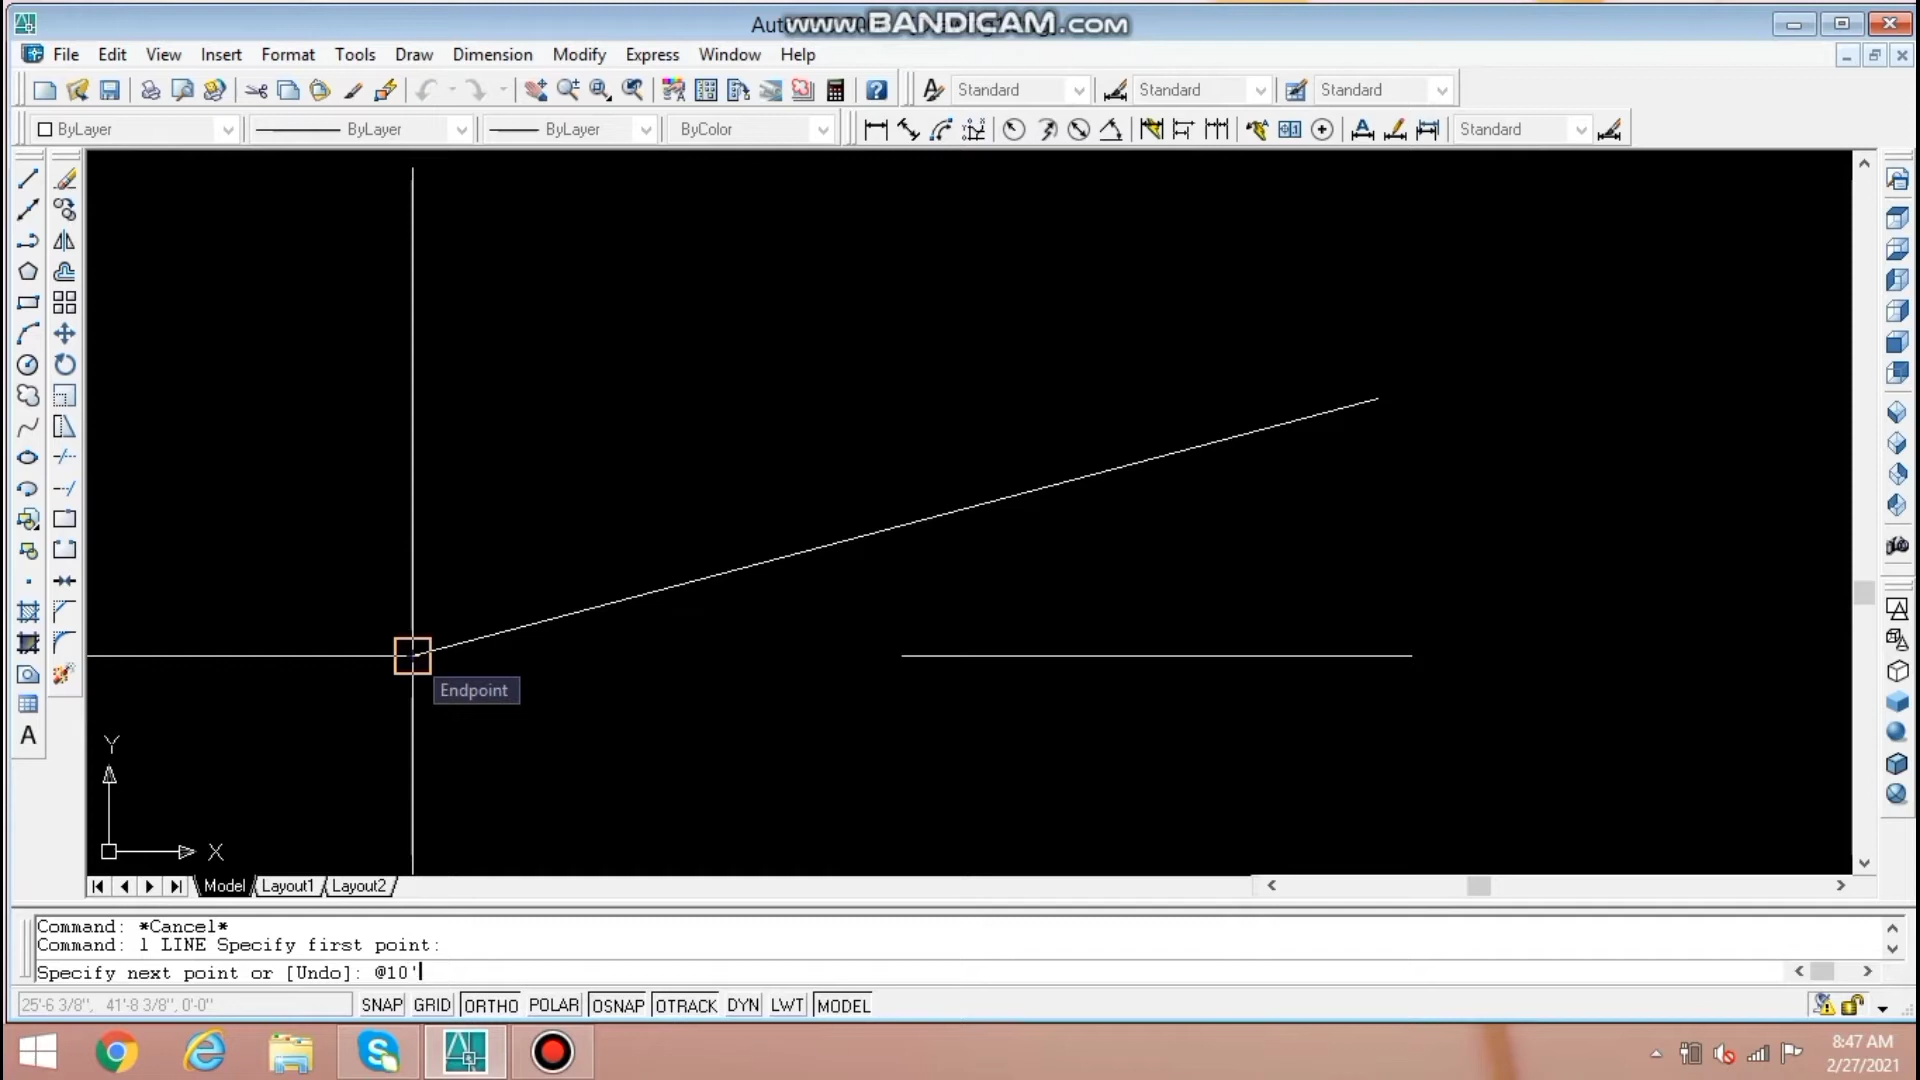 www.BANDICAM.com
File Edit View Insert Format Tools Draw Dimension Modify Express Window Help
Standard Standard Standard
ByLayer ByLayer ByLayer ByColor Standard
Endpoint
Y
X
A
Model Layout1 Layout2
Command: *Cancel*
Command: l LINE Specify first point:
Specify next point or [Undo]: @10'
25'-6 3/8", 41'-8 3/8", 0'-0" SNAP GRID ORTHO POLAR OSNAP OTRACK DYN LWT MODEL
8:47 AM
2/27/2021